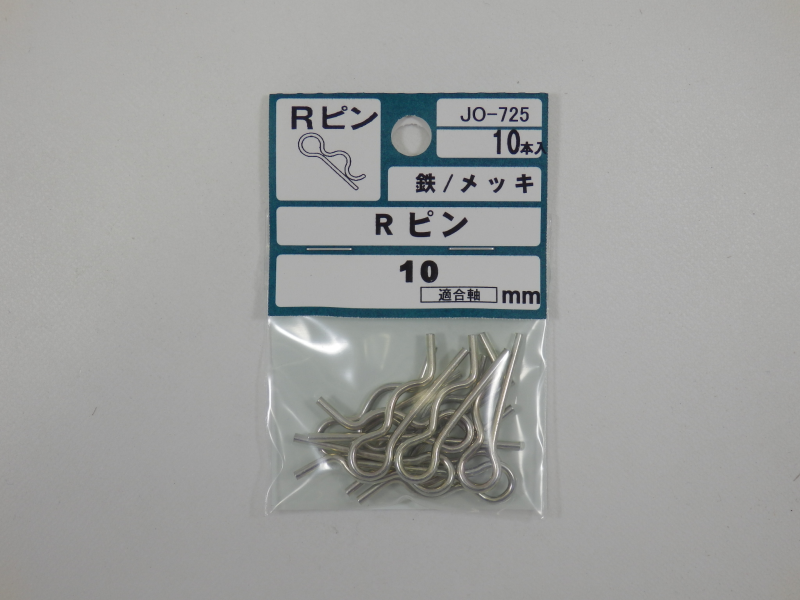 Rピン
JO-725
10本入
鉄/メッキ
Rピン
10
適合軸 mm